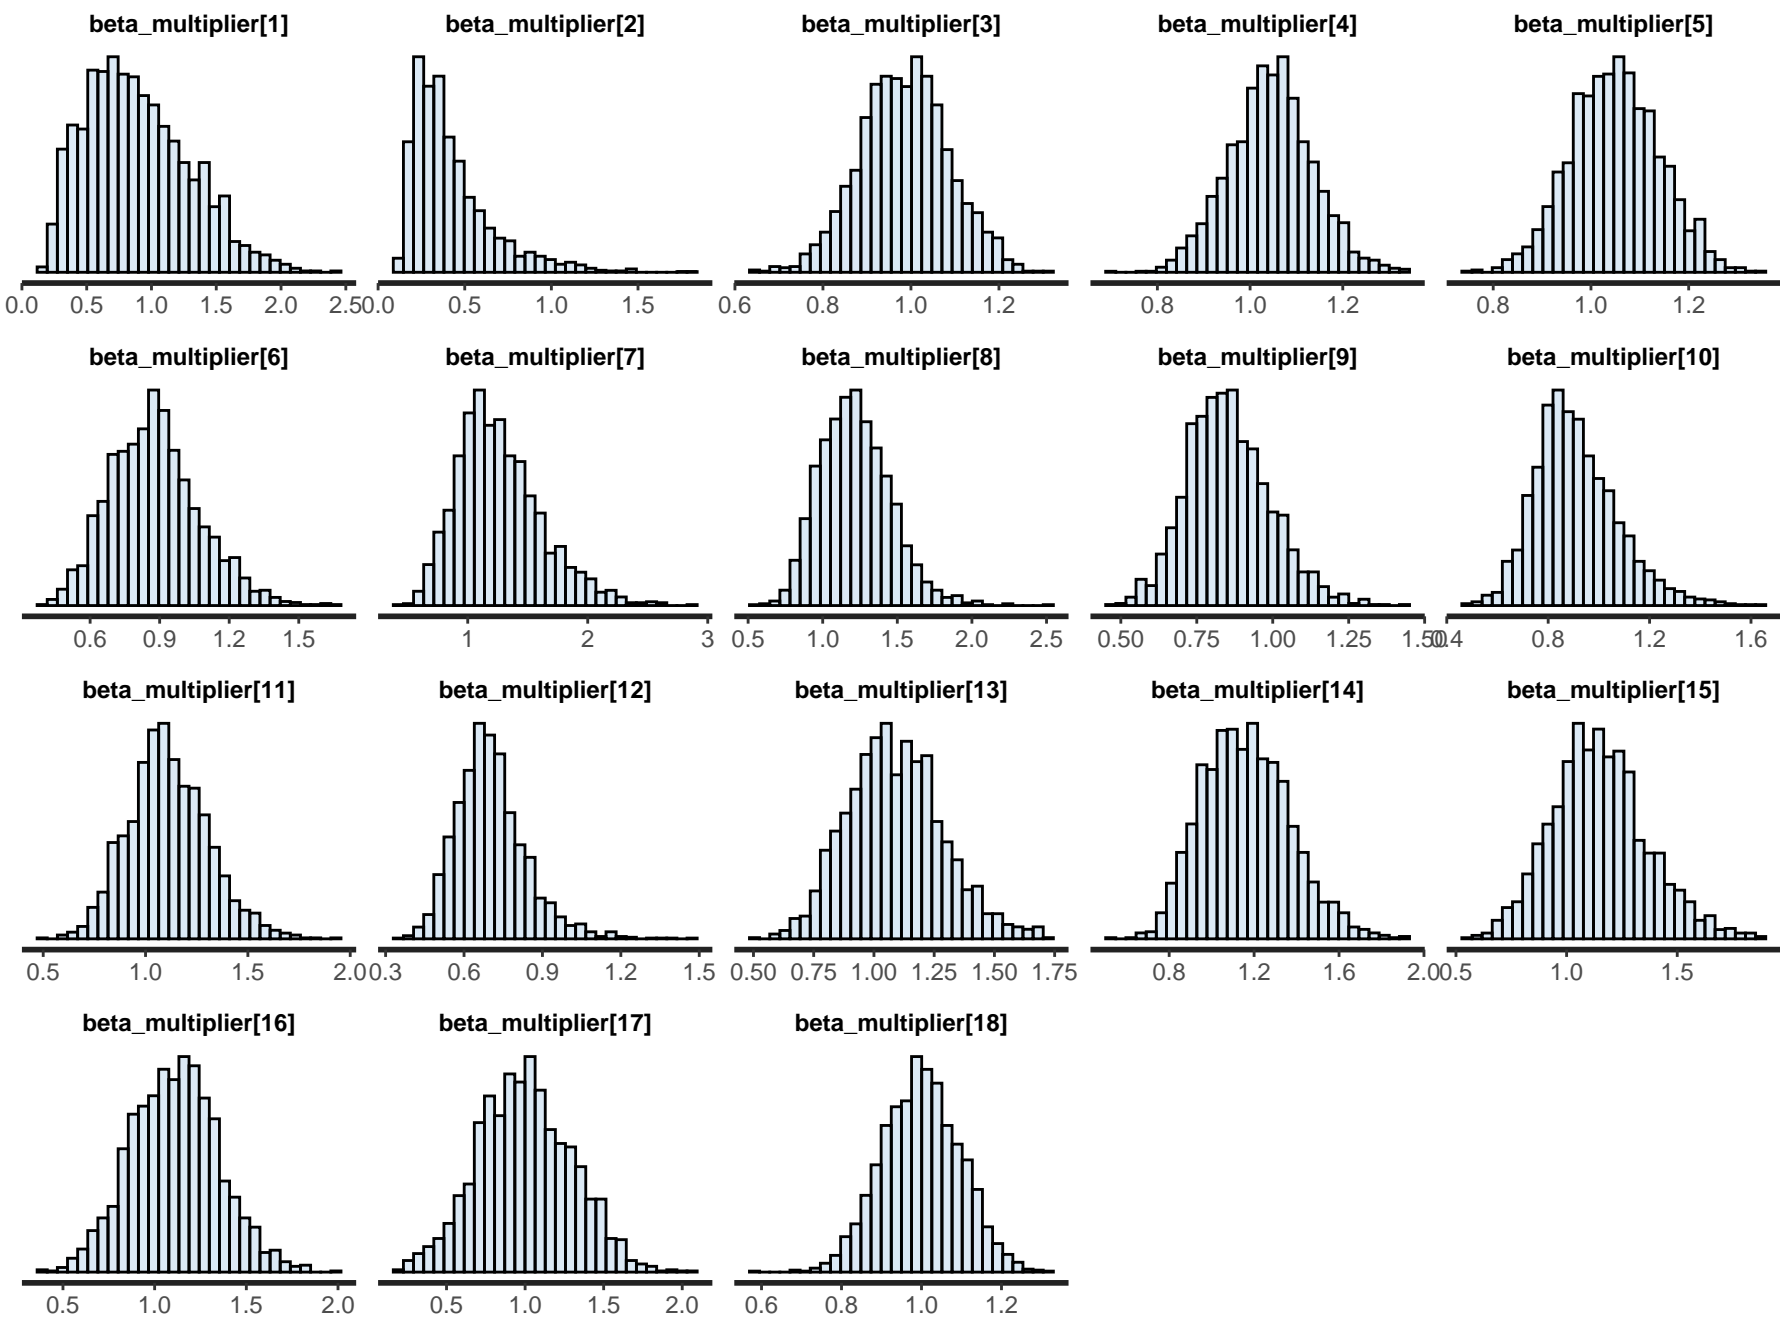 beta_multiplier[1] beta_multiplier[2] beta_multiplier[3] beta_multiplier[4] beta_multiplier[5]
0.0 0.5 1.0 1.5 2.0 2.5 0.0 0.5 1.0 1.5 0.6 0.8 1.0 1.2 0.8 1.0 1.2 0.8 1.0 1.2
beta_multiplier[6] beta_multiplier[7] beta_multiplier[8] beta_multiplier[9] beta_multiplier[10]
0.6 0.9 1.2 1.5 1 2 3 0.5 1.0 1.5 2.0 2.5 0.50 0.75 1.00 1.25 1.50 0.4 0.8 1.2 1.6
beta_multiplier[11] beta_multiplier[12] beta_multiplier[13] beta_multiplier[14] beta_multiplier[15]
0.5 1.0 1.5 2.0 0.3 0.6 0.9 1.2 1.5 0.50 0.75 1.00 1.25 1.50 1.75 0.8 1.2 1.6 2.0 0.5 1.0 1.5
beta_multiplier[16] beta_multiplier[17] beta_multiplier[18]
0.5 1.0 1.5 2.0 0.5 1.0 1.5 2.0 0.6 0.8 1.0 1.2